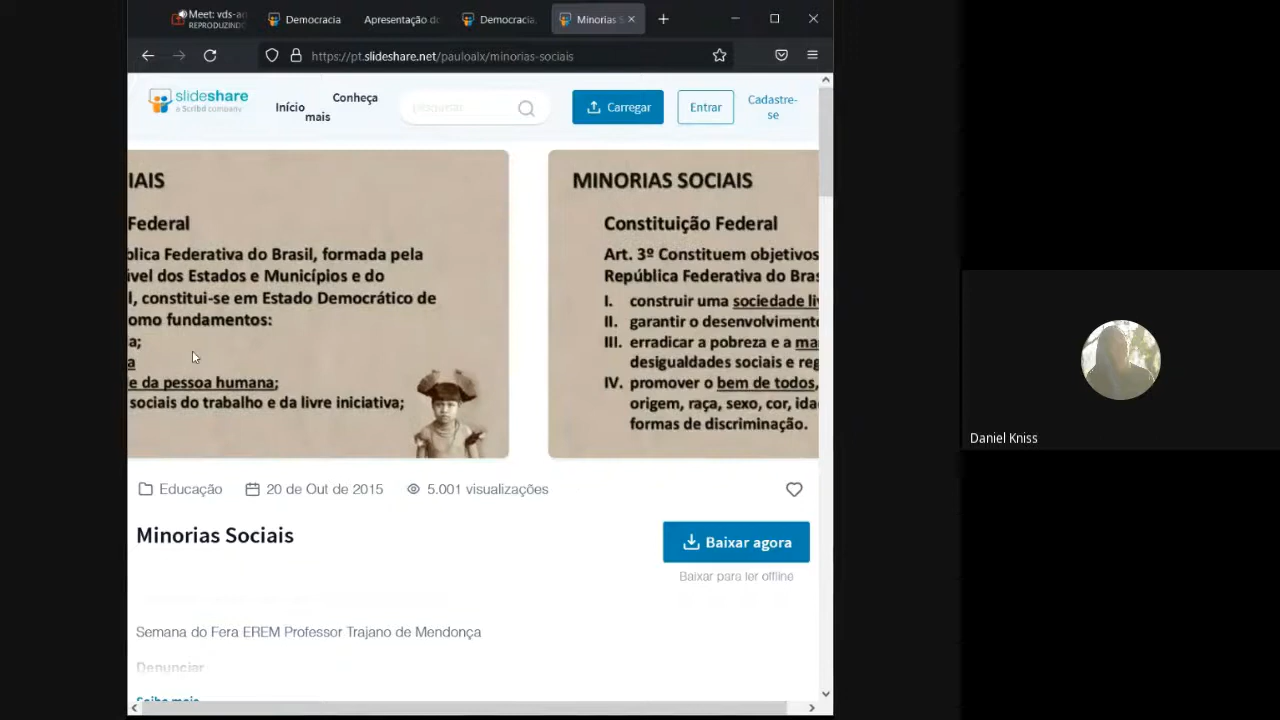 Meet: vds-an
REPRODUZINDO
Democracia
Apresentação do
Democracia
Minorias S
https://pt.slideshare.net/pauloalx/minorias-sociais
slideshare
a Scribd company
Início
Conheça
mais
pesquisar
Carregar
Entrar
Cadastre-
se
IAIS
Federal
blica Federativa do Brasil, formada pela
ível dos Estados e Municípios e do
l, constitui-se em Estado Democrático de
omo fundamentos:
a;
a
e da pessoa humana;
sociais do trabalho e da livre iniciativa;
MINORIAS SOCIAIS
Constituição Federal
Art. 3º Constituem objetivos
República Federativa do Bras
I. construir uma sociedade li
II. garantir o desenvolvimento
III. erradicar a pobreza e a ma
desigualdades sociais e reg
IV. promover o bem de todos,
origem, raça, sexo, cor, ida
formas de discriminação.
Educação
20 de Out de 2015
5.001 visualizações
Minorias Sociais
Baixar agora
Baixar para ler offline
Semana do Fera EREM Professor Trajano de Mendonça
Denunciar
Saiba mais
Daniel Kniss